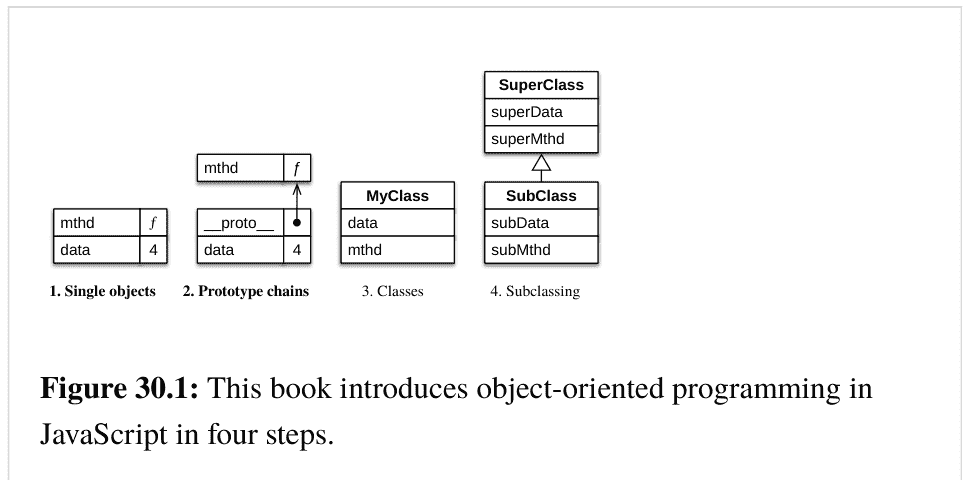 SuperClass
superData
superMthd
mthd ƒ
MyClass
SubClass
mthd ƒ
__proto__
data
subData
data 4
data 4
mthd
subMthd
1. Single objects
2. Prototype chains
3. Classes
4. Subclassing
Figure 30.1: This book introduces object-oriented programming in
JavaScript in four steps.